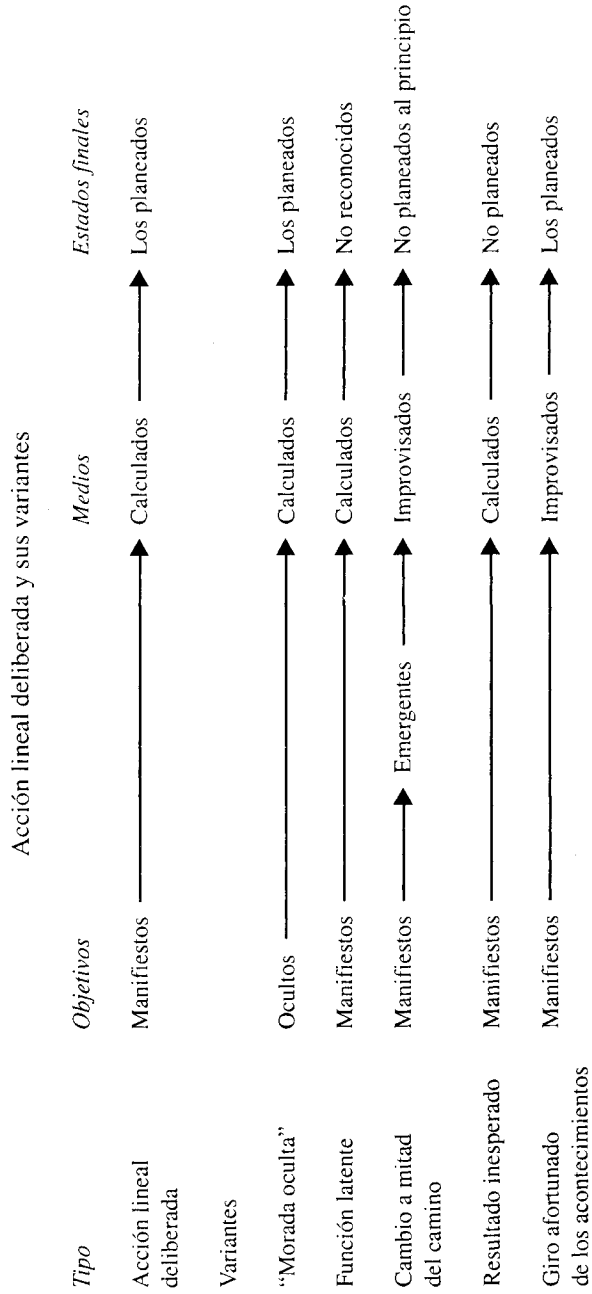 Acción lineal deliberada y sus variantes
Tipo Objetivos Medios Estados finales
Acción lineal Manifiestos Calculados Los planeados
deliberada
Variantes
“Morada oculta” Ocultos Calculados Los planeados
Función latente Manifiestos Calculados No reconocidos
Cambio a mitad Manifiestos Emergentes Improvisados No planeados al principio
del camino
Resultado inesperado Manifiestos Calculados No planeados
Giro afortunado Manifiestos Improvisados Los planeados
de los acontecimientos